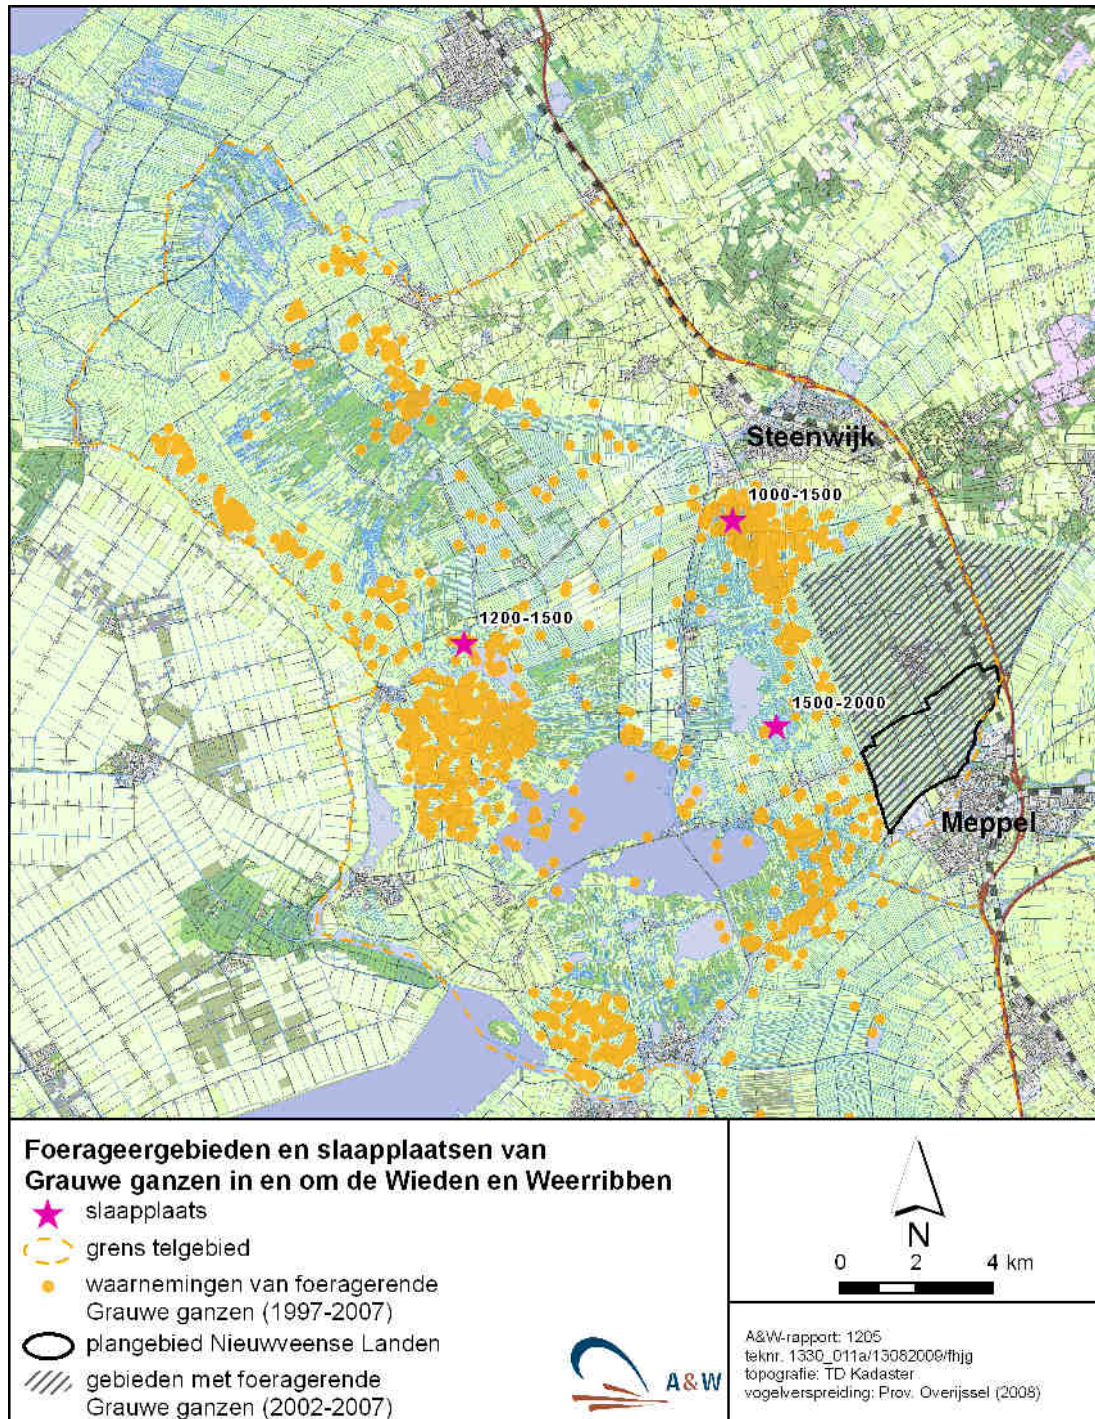 Steenwijk
1000-1500
1200-1500
1500-2000
Meppel
Foerageergebieden en slaapplaatsen van
Grauwe ganzen in en om de Wieden en Weerribben
slaapplaats
grens telgebied
waarnemingen van foeragerende
Grauwe ganzen (1997-2007)
plangebied Nieuwveense Landen
gebieden met foeragerende
Grauwe ganzen (2002-2007)
A&W
N
0 2 4 km
A&W-rapport: 1205
teknr. 1330_011a/13082009/fhjg
topografie: TD Kadaster
vogelverspreiding: Prov. Overijssel (2008)